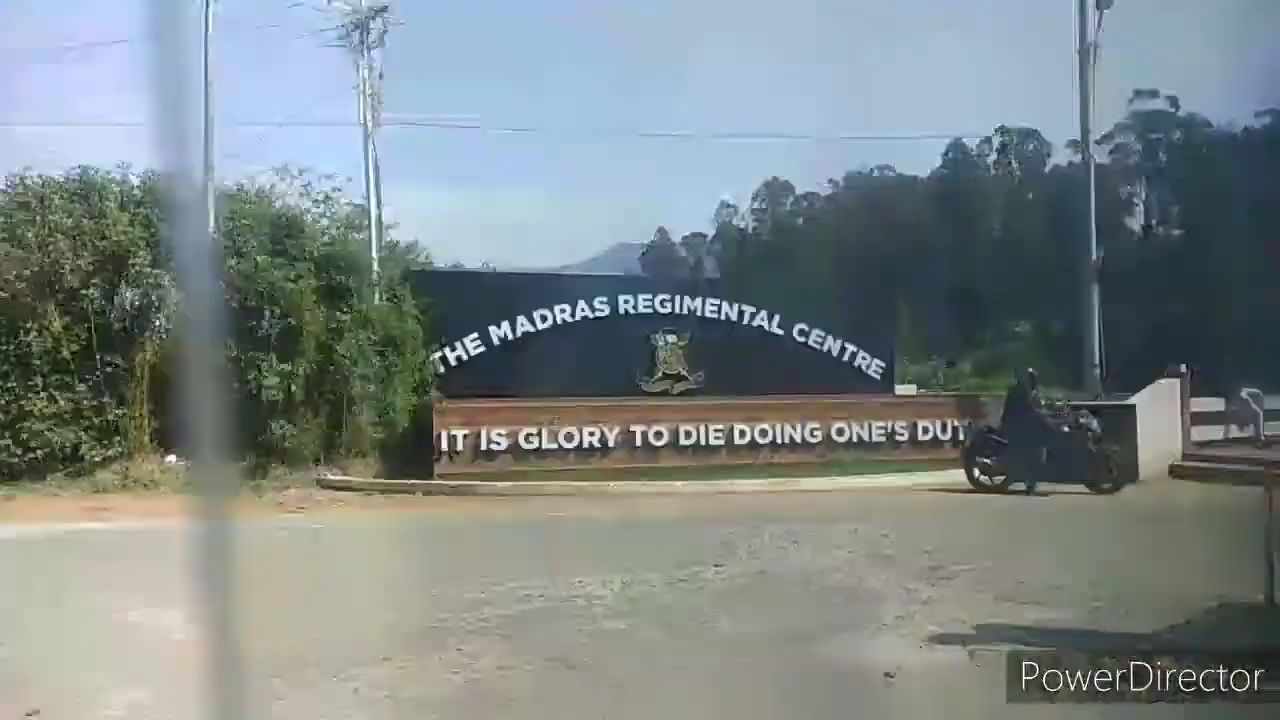 THE MADRAS REGIMENTAL CENTRE
IT IS GLORY TO DIE DOING ONE'S DUT
PowerDirector